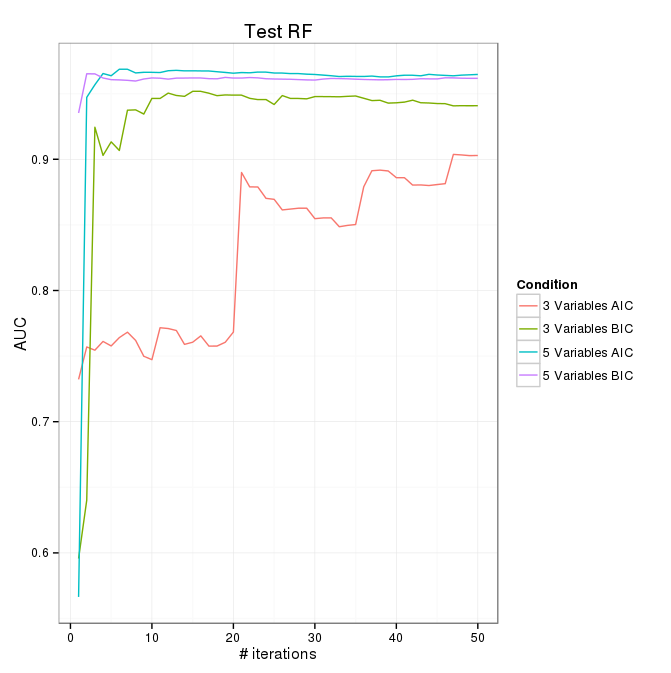 Test RF
AUC
0.9
0.8
0.7
0.6
0 10 20 30 40 50
# iterations
Condition
3 Variables AIC
3 Variables BIC
5 Variables AIC
5 Variables BIC